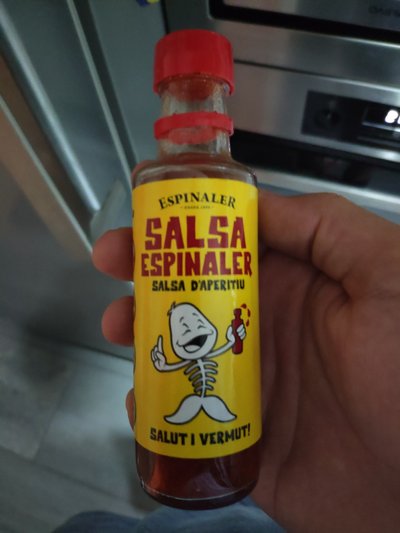 ESPINALER
SALSA
ESPINALER
SALSA D'APERITIU
SALUT I VERMUT!